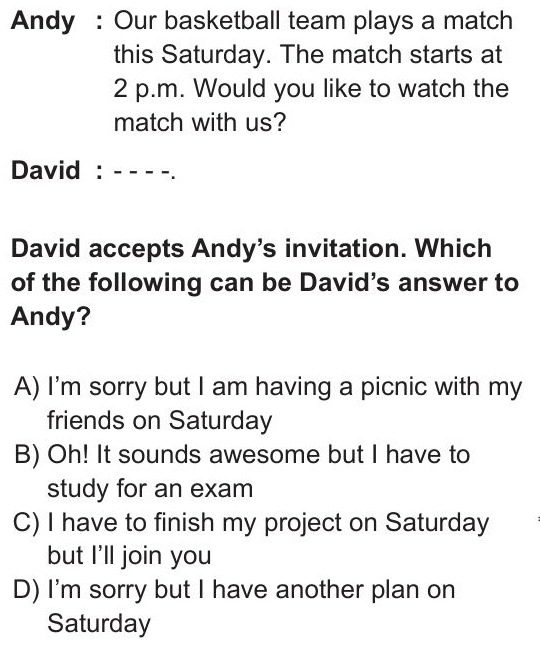 Andy : Our basketball team plays a match
this Saturday. The match starts at
2 p.m. Would you like to watch the
match with us?
David : - - - -.
David accepts Andy’s invitation. Which
of the following can be David’s answer to
Andy?
A) I’m sorry but I am having a picnic with my
friends on Saturday
B) Oh! It sounds awesome but I have to
study for an exam
C) I have to finish my project on Saturday
but I’ll join you
D) I’m sorry but I have another plan on
Saturday